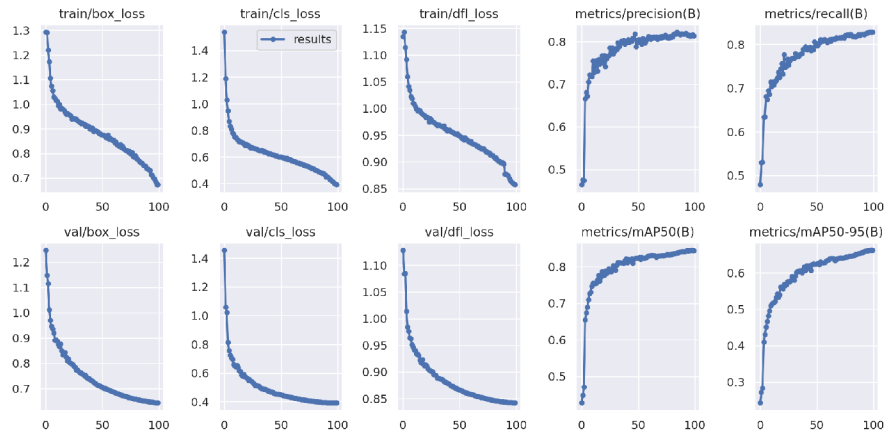 train/box_loss
1.3
1.2
1.1
1.0
0.9
0.8
0.7
0 50 100
train/cls_loss
results
1.4
1.2
1.0
0.8
0.6
0.4
0 50 100
train/dfl_loss
1.15
1.10
1.05
1.00
0.95
0.90
0.85
0 50 100
metrics/precision(B)
0.8
0.7
0.6
0.5
0 50 100
metrics/recall(B)
0.8
0.7
0.6
0.5
0 50 100
val/box_loss
1.2
1.1
1.0
0.9
0.8
0.7
0 50 100
val/cls_loss
1.4
1.2
1.0
0.8
0.6
0.4
0 50 100
val/dfl_loss
1.10
1.05
1.00
0.95
0.90
0.85
0 50 100
metrics/mAP50(B)
0.8
0.7
0.6
0.5
0 50 100
metrics/mAP50-95(B)
0.6
0.5
0.4
0.3
0 50 100